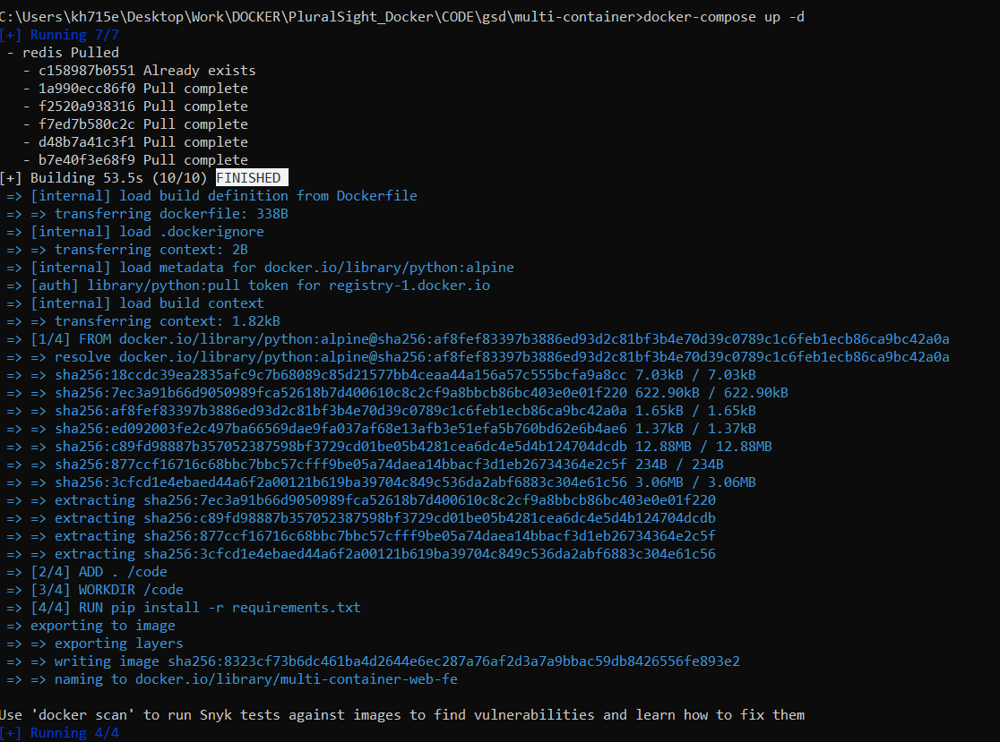 C:\Users\kh715e\Desktop\Work\DOCKER\PluralSight_Docker\CODE\gsd\multi-container>docker-compose up -d
[+] Running 7/7
- redis Pulled
- c158987b0551 Already exists
- 1a990ecc86f0 Pull complete
- f2520a938316 Pull complete
- f7ed7b580c2c Pull complete
- d48b7a41c3f1 Pull complete
- b7e40f3e68f9 Pull complete
[+] Building 53.5s (10/10) FINISHED
=> [internal] load build definition from Dockerfile
=> => transferring dockerfile: 338B
=> [internal] load .dockerignore
=> => transferring context: 2B
=> [internal] load metadata for docker.io/library/python:alpine
=> [auth] library/python:pull token for registry-1.docker.io
=> [internal] load build context
=> => transferring context: 1.82kB
=> [1/4] FROM docker.io/library/python:alpine@sha256:af8fef83397b3886ed93d2c81bf3b4e70d39c0789c1c6feb1ecb86ca9bc42a0a
=> => resolve docker.io/library/python:alpine@sha256:af8fef83397b3886ed93d2c81bf3b4e70d39c0789c1c6feb1ecb86ca9bc42a0a
=> => sha256:18ccdc39ea2835afc9c7b68089c85d21577bb4ceaa44a156a57c555bcfa9a8cc 7.03kB / 7.03kB
=> => sha256:7ec3a91b66d9050989fca52618b7d400610c8c2cf9a8bbcb86bc403e0e01f220 622.90kB / 622.90kB
=> => sha256:af8fef83397b3886ed93d2c81bf3b4e70d39c0789c1c6feb1ecb86ca9bc42a0a 1.65kB / 1.65kB
=> => sha256:ed092003fe2c497ba66569dae9fa037af68e13afb3e51efa5b760bd62e6b4ae6 1.37kB / 1.37kB
=> => sha256:c89fd98887b357052387598bf3729cd01be05b4281cea6dc4e5d4b124704dcdb 12.88MB / 12.88MB
=> => sha256:877ccf16716c68bbc7bbc57cfff9be05a74daea14bbacf3d1eb26734364e2c5f 234B / 234B
=> => sha256:3cfcd1e4ebaed44a6f2a00121b619ba39704c849c536da2abf6883c304e61c56 3.06MB / 3.06MB
=> => extracting sha256:7ec3a91b66d9050989fca52618b7d400610c8c2cf9a8bbcb86bc403e0e01f220
=> => extracting sha256:c89fd98887b357052387598bf3729cd01be05b4281cea6dc4e5d4b124704dcdb
=> => extracting sha256:877ccf16716c68bbc7bbc57cfff9be05a74daea14bbacf3d1eb26734364e2c5f
=> => extracting sha256:3cfcd1e4ebaed44a6f2a00121b619ba39704c849c536da2abf6883c304e61c56
=> [2/4] ADD . /code
=> [3/4] WORKDIR /code
=> [4/4] RUN pip install -r requirements.txt
=> exporting to image
=> => exporting layers
=> => writing image sha256:8323cf73b6dc461ba4d2644e6ec287a76af2d3a7a9bbac59db8426556fe893e2
=> => naming to docker.io/library/multi-container-web-fe
Use 'docker scan' to run Snyk tests against images to find vulnerabilities and learn how to fix them
[+] Running 4/4